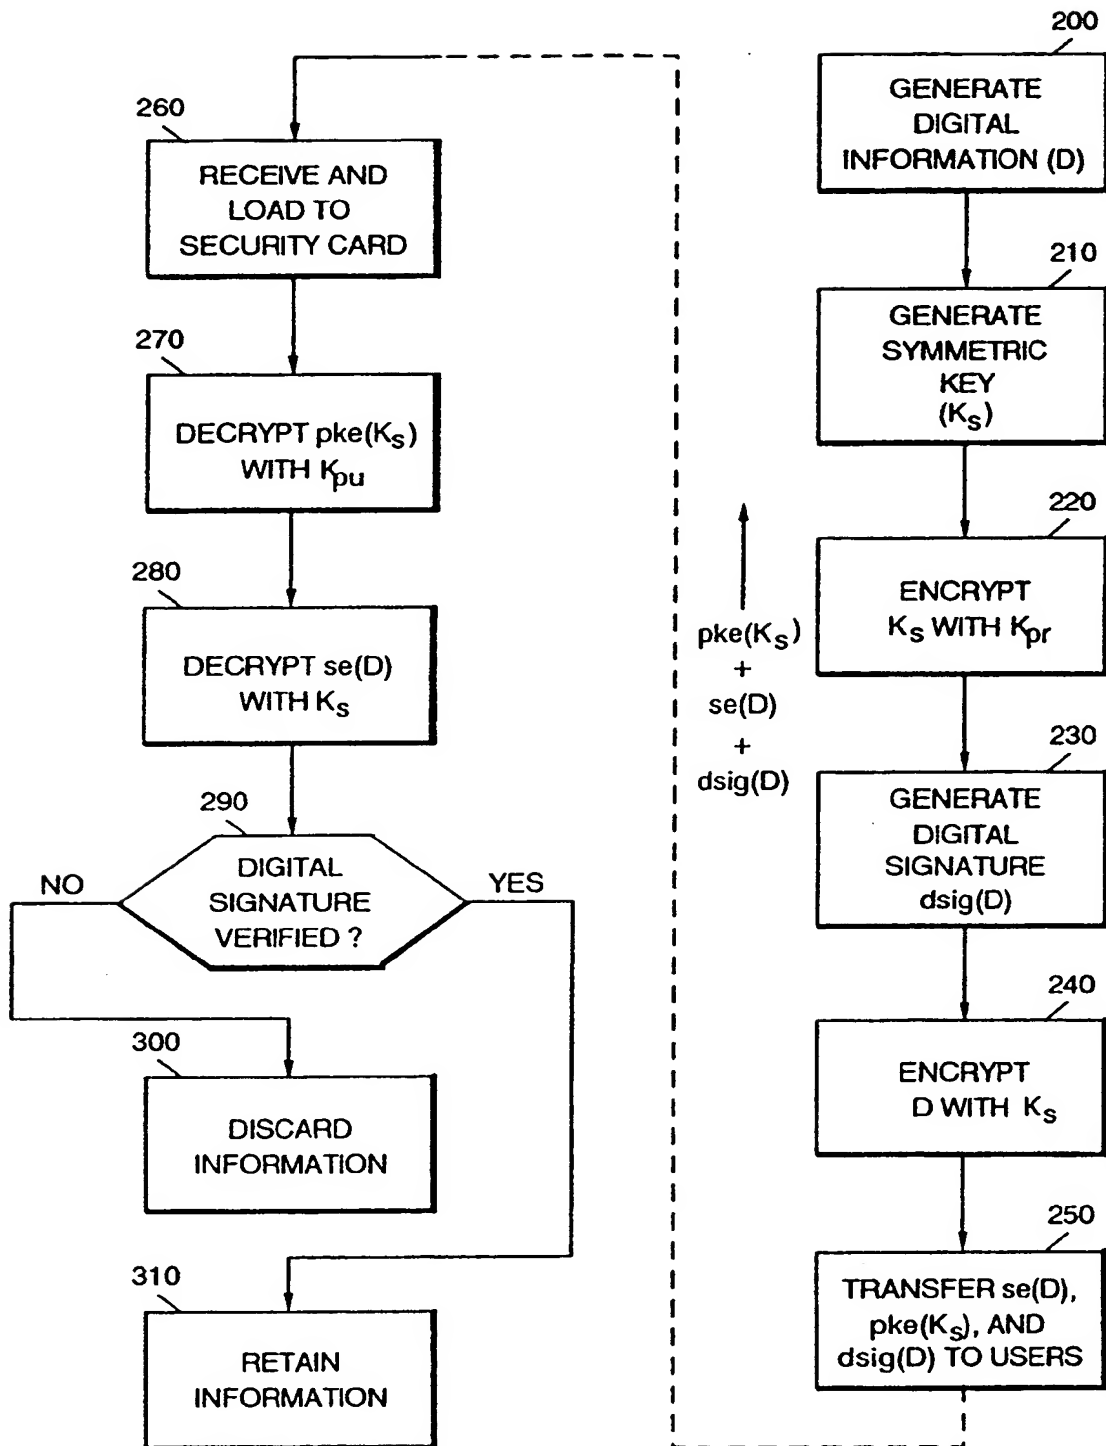 200
GENERATE
DIGITAL
INFORMATION (D)
210
GENERATE
SYMMETRIC
KEY
(Ks)
220
ENCRYPT
Ks WITH Kpr
230
GENERATE
DIGITAL
SIGNATURE
dsig(D)
240
ENCRYPT
D WITH Ks
250
TRANSFER se(D),
pke(Ks), AND
dsig(D) TO USERS
pke(Ks)
+
se(D)
+
dsig(D)
260
RECEIVE AND
LOAD TO
SECURITY CARD
270
DECRYPT pke(Ks)
WITH Kpu
280
DECRYPT se(D)
WITH Ks
290
DIGITAL
SIGNATURE
VERIFIED ?
NO
YES
300
DISCARD
INFORMATION
310
RETAIN
INFORMATION